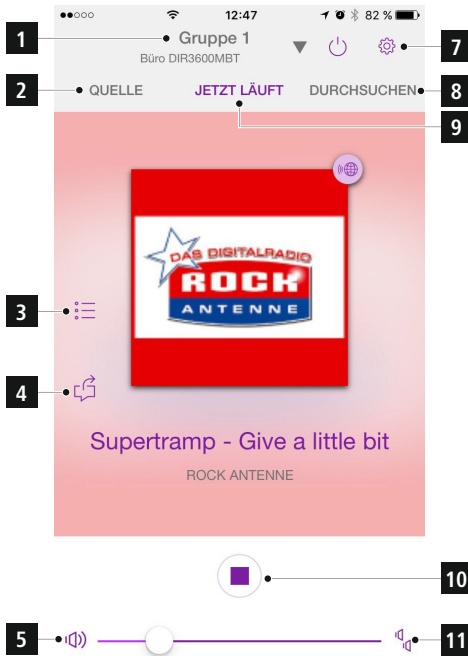 12:47
82 %
1
Gruppe 1
Büro DIR3600MBT
7
2
QUELLE
JETZT LÄUFT
DURCHSUCHEN
8
9
DAS DIGITALRADIO
ROCK
ANTENNE
3
4
Supertramp - Give a little bit
ROCK ANTENNE
10
5
11